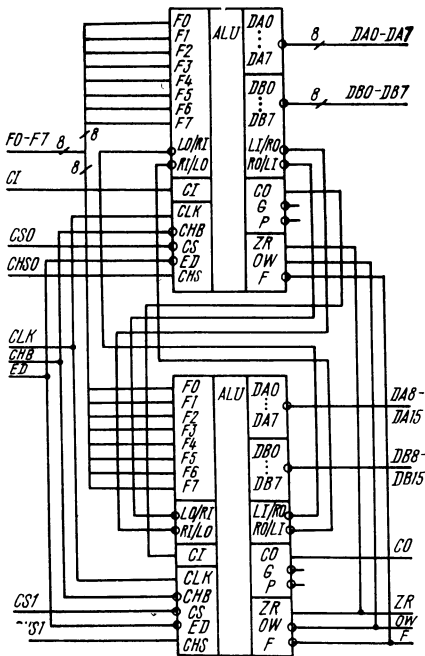 F0
F1
F2
F3
F4
F5
F6
F7
LO/RI
RI/LO
CI
CLK
CHB
CS
ED
CHS
ALU
DA0
DA7
DB0
DB7
LI/RO
RO/LI
CO
G
P
ZR
OW
F
8 DA0-DA7
8 DB0-DB7
F0-F7 8
8
8
CI
CS0
CHS0
CLK
CHB
ED
F0
F1
F2
F3
F4
F5
F6
F7
LO/RI
RI/LO
CI
CLK
CHB
CS
ED
CHS
ALU
DA0
DA7
DB0
DB7
LI/RO
RO/LI
CO
G
P
ZR
OW
F
DA8-
DA15
DB8-
DB15
CO
ZR
OW
F
CS1